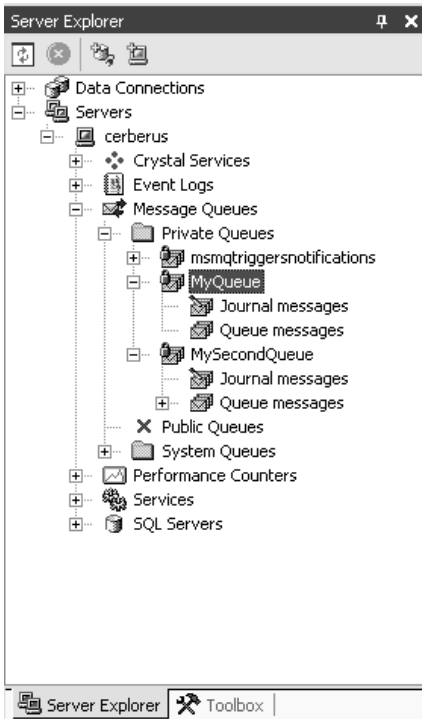 Server Explorer
Data Connections
Servers
cerberus
Crystal Services
Event Logs
Message Queues
Private Queues
msmqtriggersnotifications
MyQueue
Journal messages
Queue messages
MySecondQueue
Journal messages
Queue messages
Public Queues
System Queues
Performance Counters
Services
SQL Servers
Server Explorer Toolbox